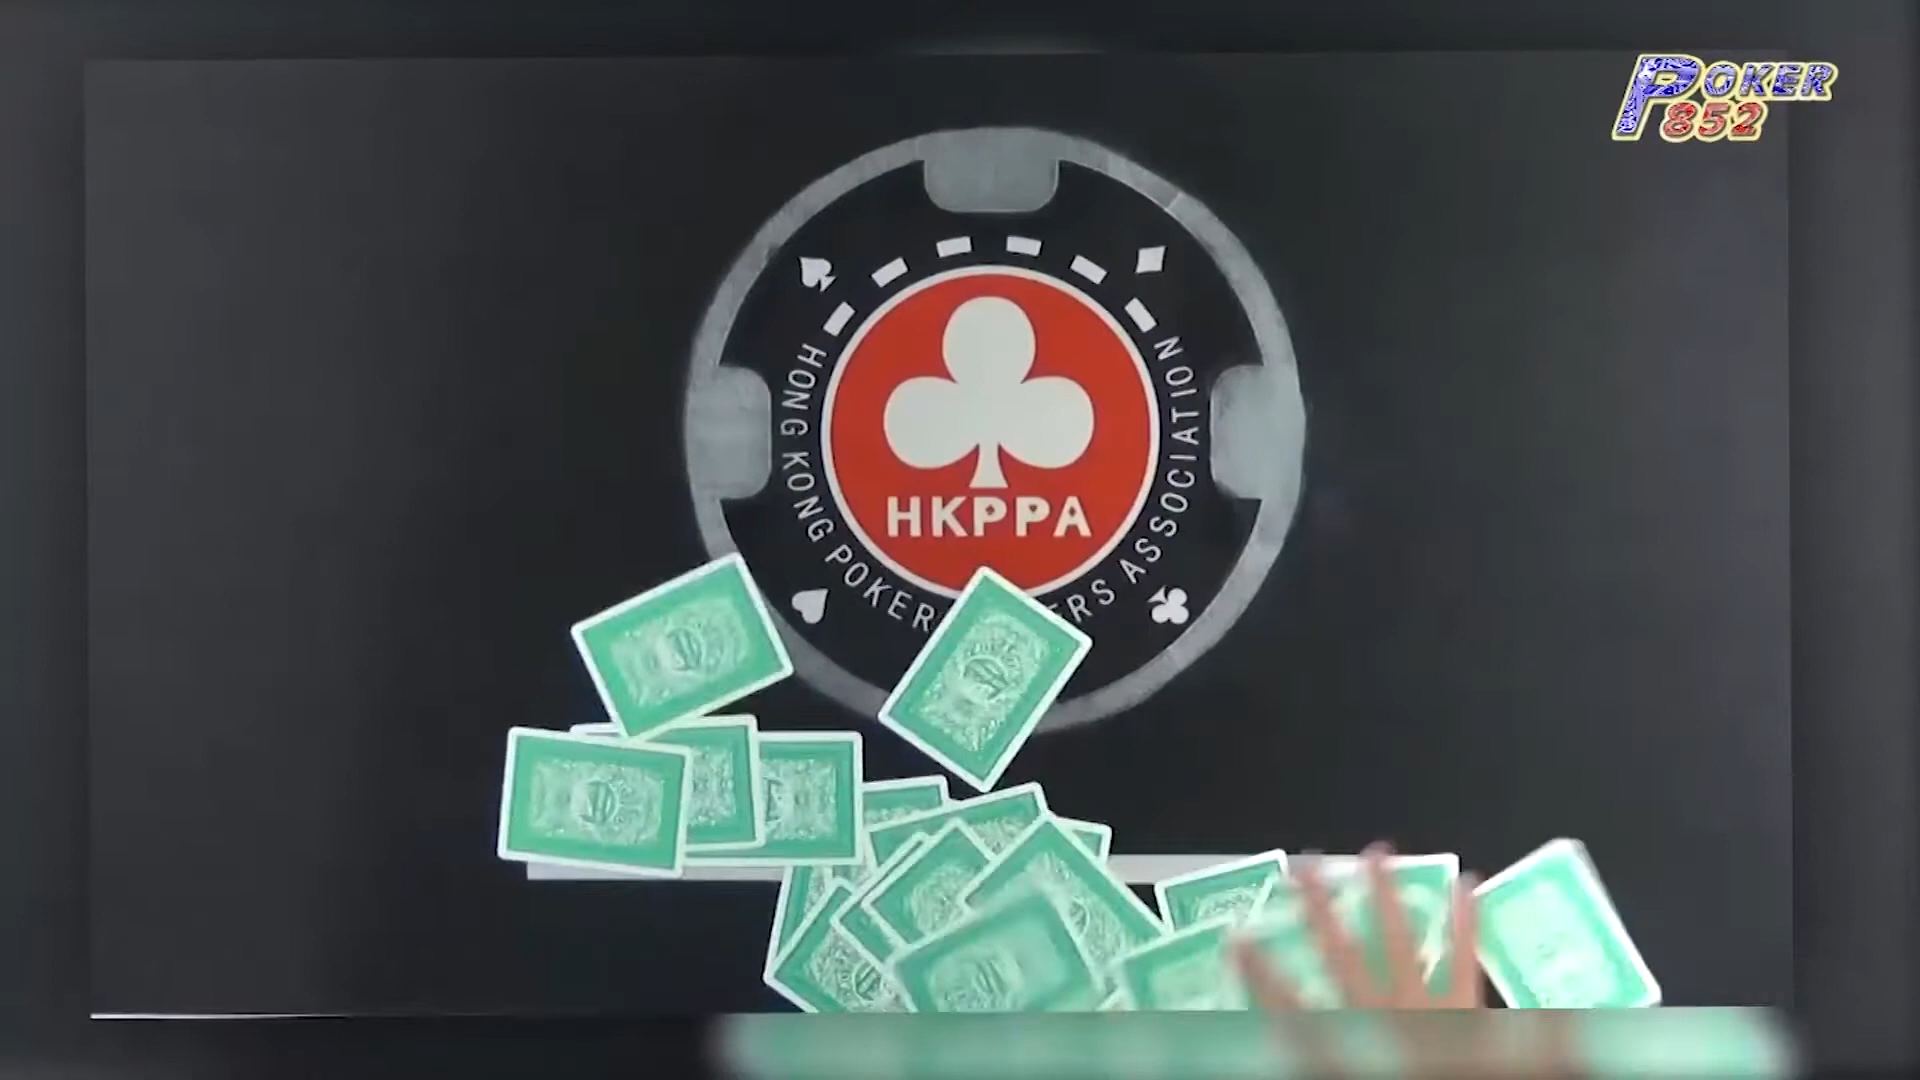 POKER
852
HONG KONG POKER ERS ASSOCIATION
HKPPA